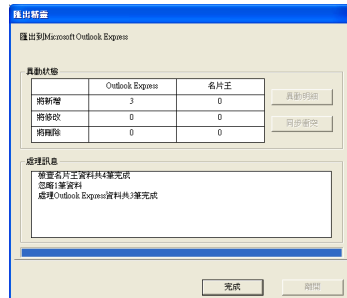 匯出精靈
匯出到Microsoft Outlook Express
異動狀態
Outlook Express 名片王
將新增 3 0
將修改 0 0
將刪除 0 0
異動明細
同步衝突
處理訊息
檢查名片王資料共4筆完成
忽略1筆資料
處理Outlook Express資料共3筆完成
完成
離開